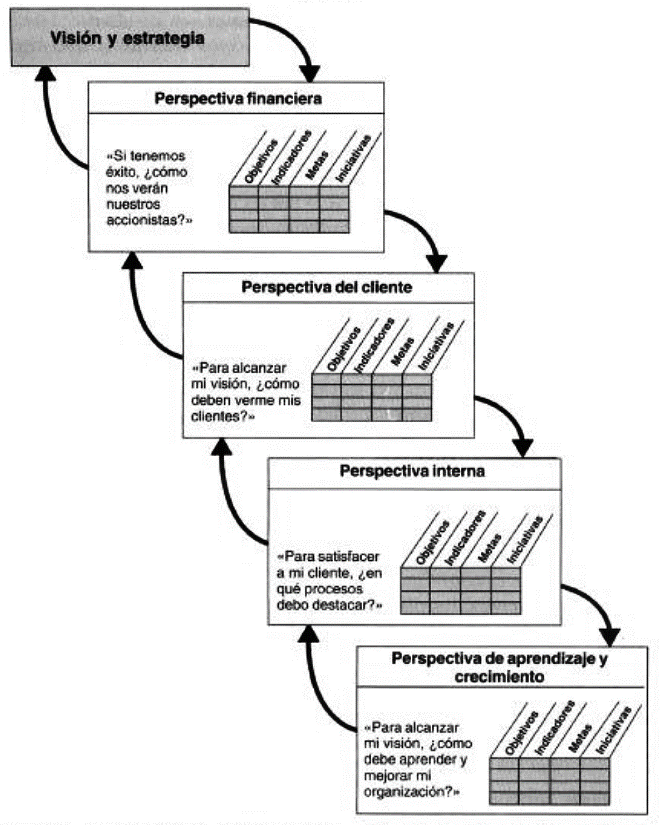 Visión y estrategia
Perspectiva financiera
«Si tenemos
éxito, ¿cómo
nos verán
nuestros
accionistas?»
Objetivos
Indicadores
Metas
Iniciativas
Perspectiva del cliente
«Para alcanzar
mi visión, ¿cómo
deben verme mis
clientes?»
Objetivos
Indicadores
Metas
Iniciativas
Perspectiva interna
«Para satisfacer
a mi cliente, ¿en
qué procesos
debo destacar?»
Objetivos
Indicadores
Metas
Iniciativas
Perspectiva de aprendizaje y
crecimiento
«Para alcanzar
mi visión, ¿cómo
debe aprender y
mejorar mi
organización?»
Objetivos
Indicadores
Metas
Iniciativas